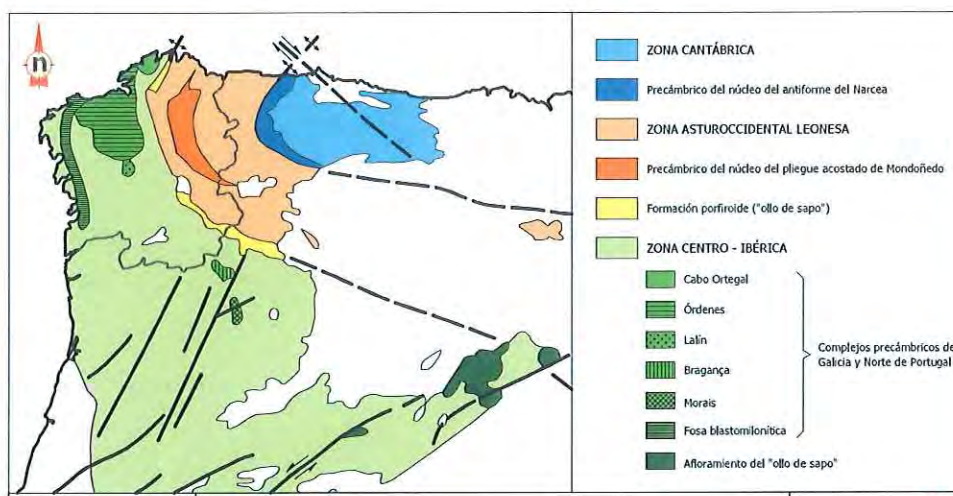 n
ZONA CANTÁBRICA
Precámbrico del núcleo del antiforme del Narcea
ZONA ASTUROCCIDENTAL LEONESA
Precámbrico del núcleo del pliegue acostado de Mondoñedo
Formación porfiroide ("ollo de sapo")
ZONA CENTRO - IBÉRICA
Cabo Ortegal
Órdenes
Lalín
Bragança
Morais
Fosa blastomilonítica
Complejos precámbricos de
Galicia y Norte de Portugal
Afloramiento del "ollo de sapo"